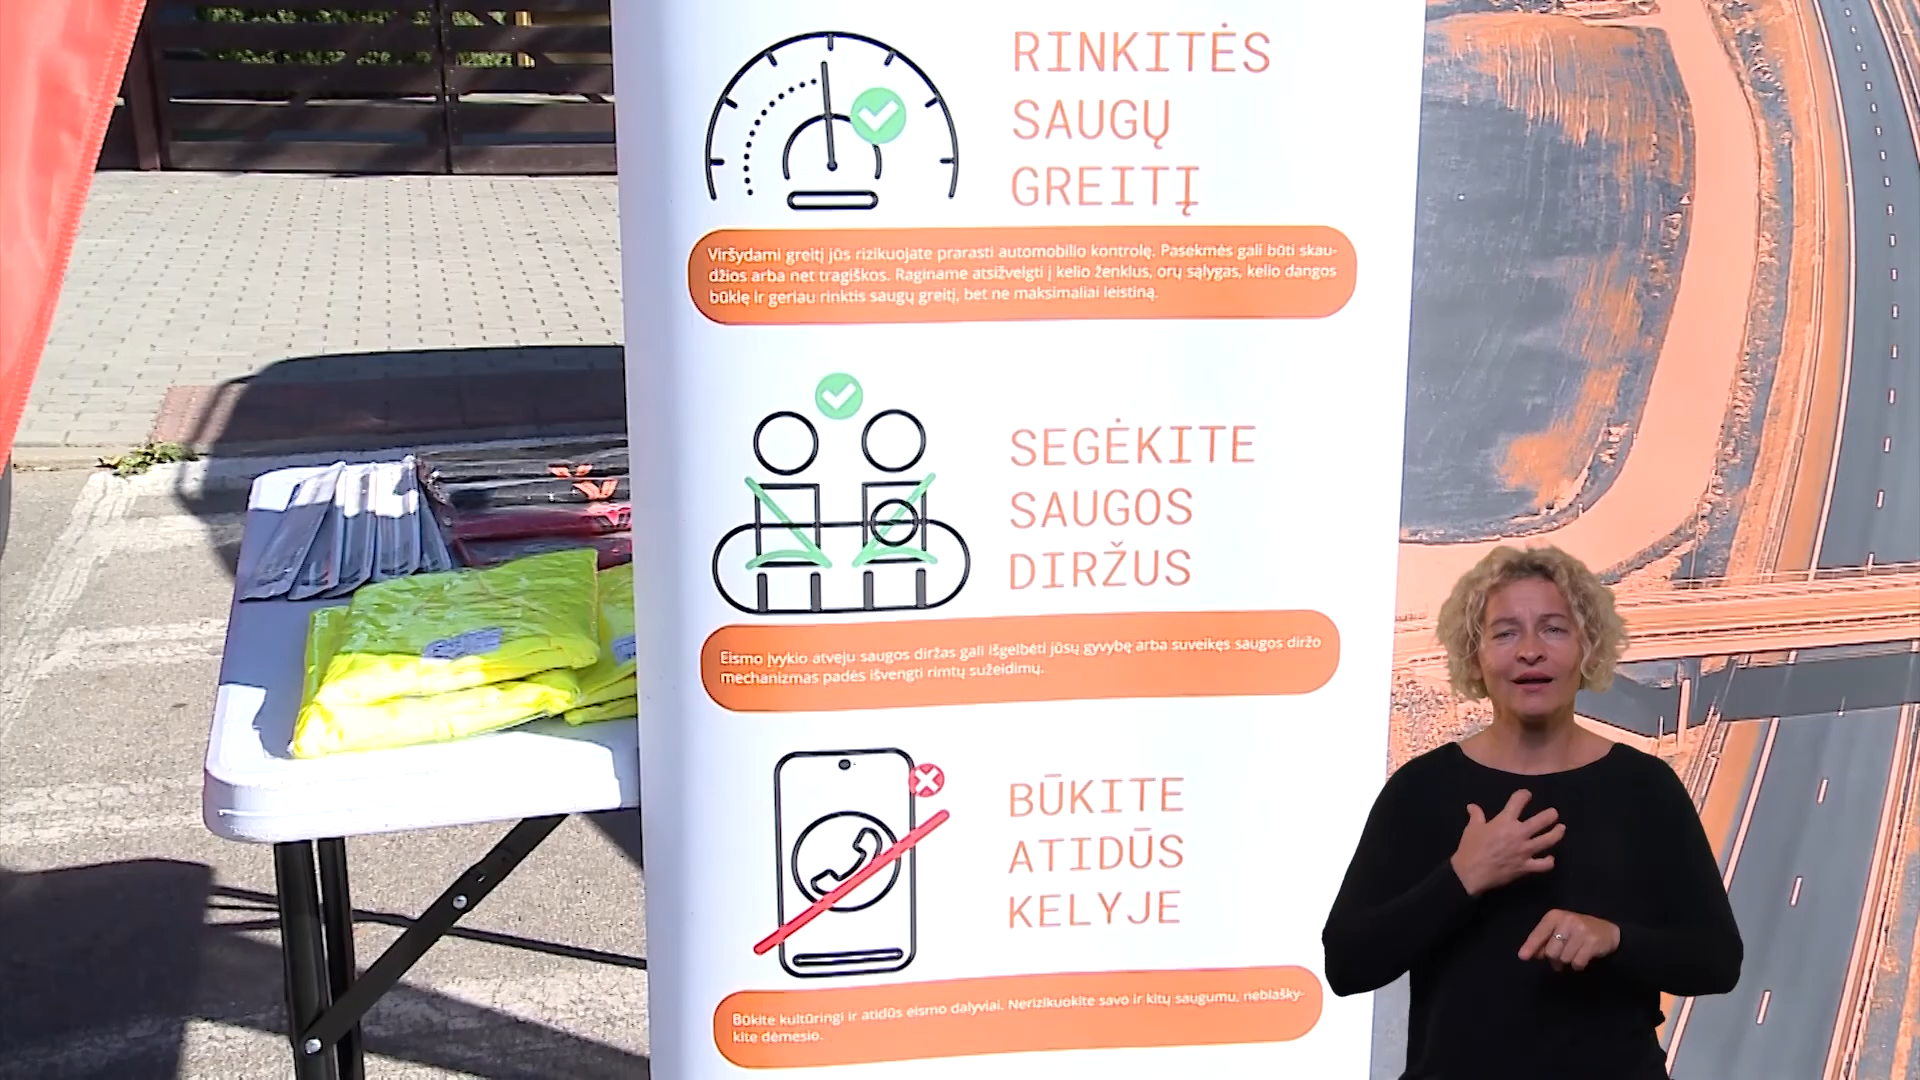 RINKITĖS
SAUGŲ
GREITĮ
Viršydami greitį jūs rizikuojate prarasti automobilio kontrolę. Pasekmės gali būti skau-
džios arba net tragiškos. Raginame atsižvelgti į kelio ženklus, orų sąlygas, kelio dangos
būklę ir geriau rinktis saugų greitį, bet ne maksimaliai leistiną.
SEGĖKITE
SAUGOS
DIRŽUS
Eismo įvykio atveju saugos diržas gali išgelbėti jūsų gyvybę arba suveikęs saugos diržo
mechanizmas padės išvengti rimtų sužeidimų.
BŪKITE
ATIDŪS
KELYJE
Būkite kultūringi ir atidūs eismo dalyviai. Nerizikuokite savo ir kitų saugumu, neblašky-
kite dėmesio.